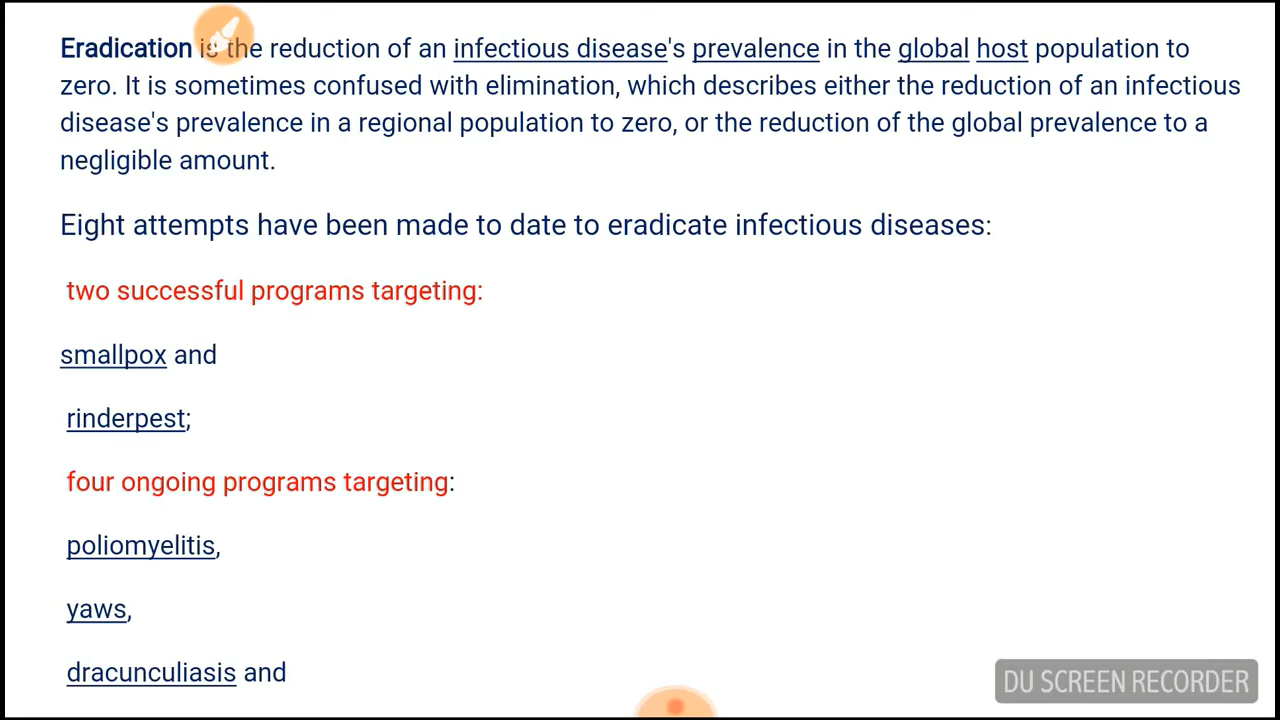 Eradication is the reduction of an infectious disease's prevalence in the global host population to
zero. It is sometimes confused with elimination, which describes either the reduction of an infectious
disease's prevalence in a regional population to zero, or the reduction of the global prevalence to a
negligible amount.
Eight attempts have been made to date to eradicate infectious diseases:
two successful programs targeting:
smallpox and
rinderpest;
four ongoing programs targeting:
poliomyelitis,
yaws,
dracunculiasis and
DU SCREEN RECORDER